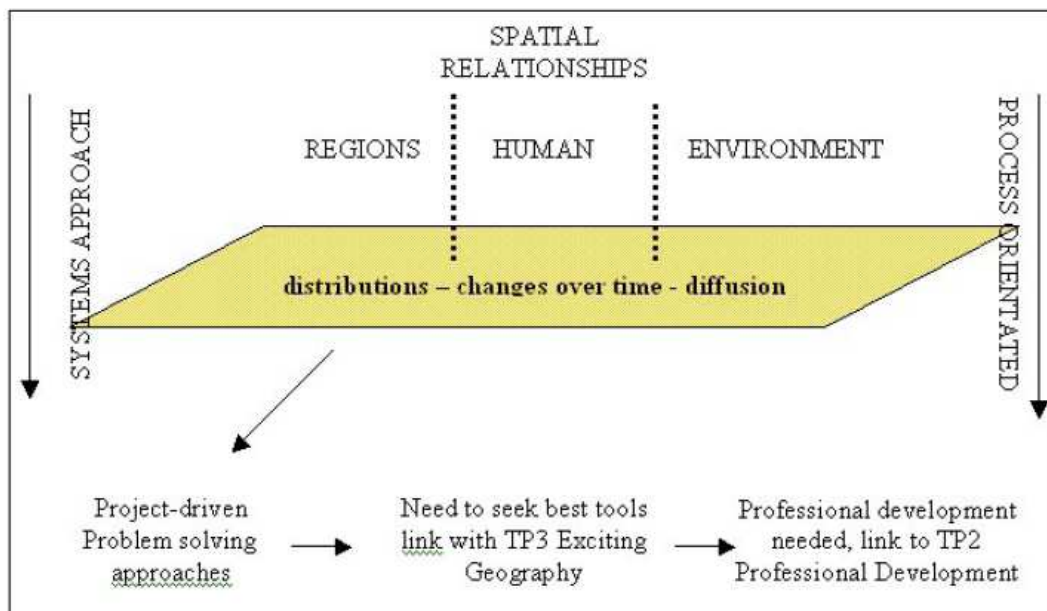 SPATIAL
RELATIONSHIPS
SYSTEMS APPROACH
REGIONS
HUMAN
ENVIRONMENT
PROCESS ORIENTATED
distributions – changes over time - diffusion
Project-driven
Problem solving
approaches
Need to seek best tools
link with TP3 Exciting
Geography
Professional development
needed, link to TP2
Professional Development